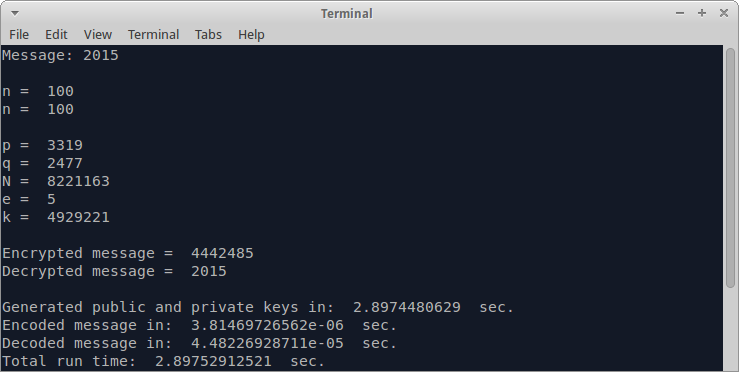 Terminal
File Edit View Terminal Tabs Help
Message: 2015
n =  100
n =  100
p =  3319
q =  2477
N =  8221163
e =  5
k =  4929221
Encrypted message =  4442485
Decrypted message =  2015
Generated public and private keys in:  2.8974480629  sec.
Encoded message in:  3.81469726562e-06  sec.
Decoded message in:  4.48226928711e-05  sec.
Total run time:  2.89752912521  sec.